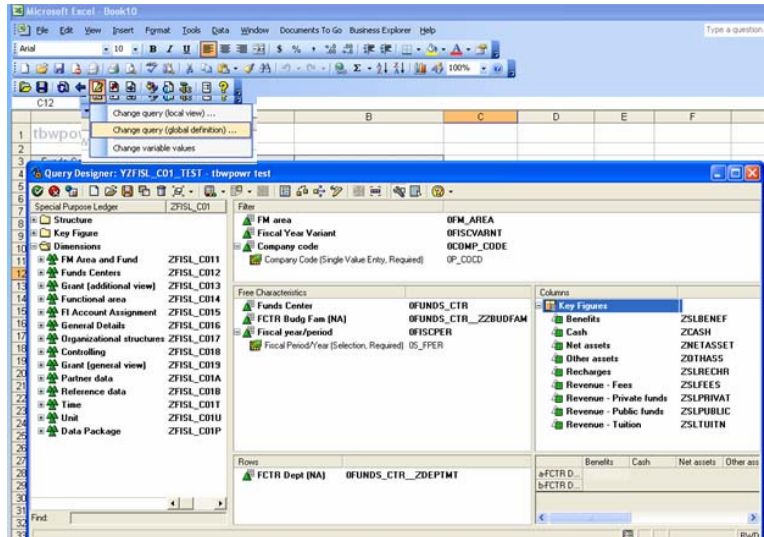 Microsoft Excel - Book10
File Edit View Insert Format Tools Data Window Documents To Go Business Explorer Help Type a question
Arial 10 B I U $ % ,
Σ 100%
C12
Change query (local view) ...
Change query (global definition) ...
Change variable values
B C D E F
1 tbwpow
2
3
4 Query Designer: YZFISL_C01_TEST - tbwpowr test
Special Purpose Ledger ZFISL_C01
Structure
Key Figure
Dimensions
FM Area and Fund ZFISL_C011
Funds Centers ZFISL_C012
Grant (additional view) ZFISL_C013
Functional area ZFISL_C014
FI Account Assignment ZFISL_C015
General Details ZFISL_C016
Organizational structures ZFISL_C017
Controlling ZFISL_C018
Grant (general view) ZFISL_C019
Partner data ZFISL_C01A
Reference data ZFISL_C01B
Time ZFISL_C01T
Unit ZFISL_C01U
Data Package ZFISL_C01P
Find:
Filter
FM area 0FM_AREA
Fiscal Year Variant 0FISCVARNT
Company code 0COMP_CODE
Company Code (Single Value Entry, Required) 0P_COCD
Free Characteristics
Funds Center 0FUNDS_CTR
FCTR Budg Fam (NA) 0FUNDS_CTR__ZZBUDFAM
Fiscal year/period 0FISCPER
Fiscal Period/Year (Selection, Required) 0S_FPER
Columns
Key Figures
Benefits ZSLBENEF
Cash ZCASH
Net assets ZNETASSET
Other assets ZOTHASS
Recharges ZSLRECHR
Revenue - Fees ZSLFEES
Revenue - Private funds ZSLPRIVAT
Revenue - Public funds ZSLPUBLIC
Revenue - Tuition ZSLTUITN
Rows
FCTR Dept (NA) 0FUNDS_CTR__ZDEPTMT
Benefits Cash Net assets Other ass
a-FCTR D...
b-FCTR D...